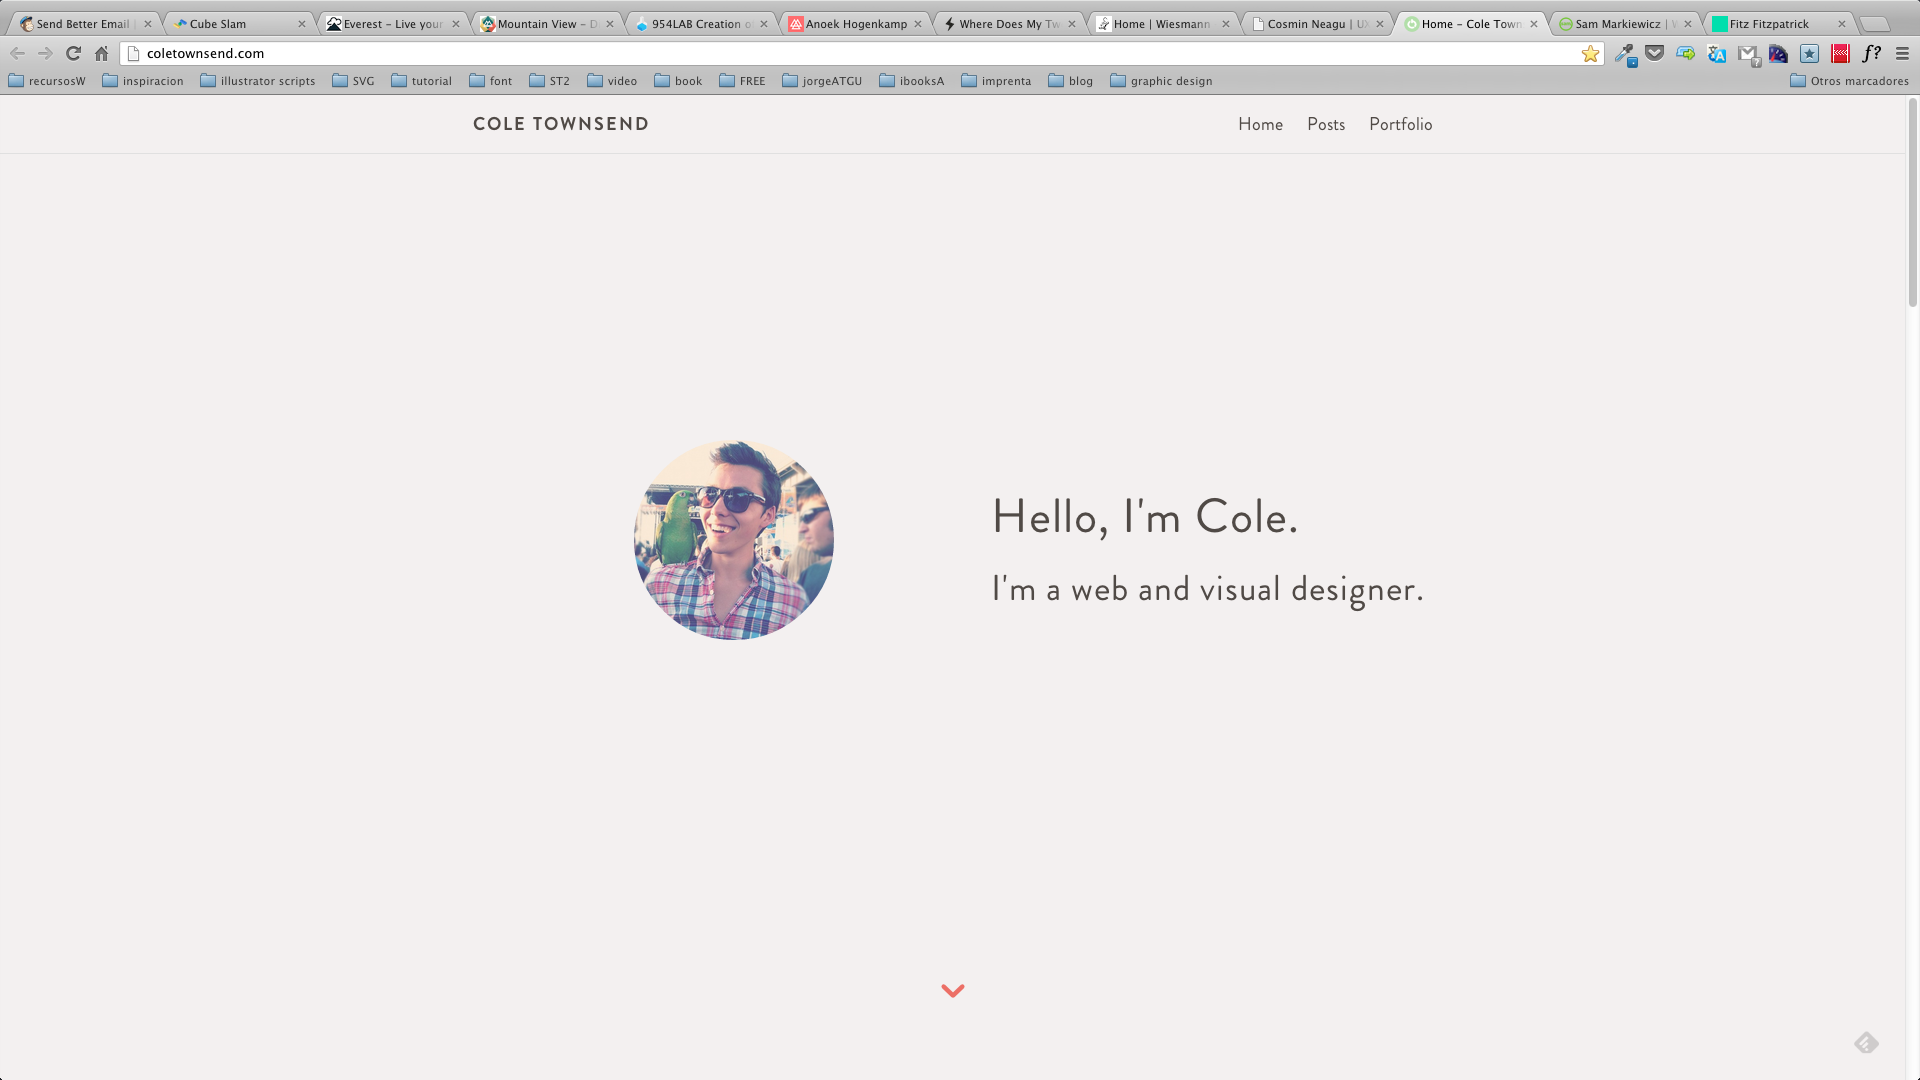 Send Better Email
Cube Slam
Everest – Live your
Mountain View – D
954LAB Creation o
Anoek Hogenkamp
Where Does My Tw
Home | Wiesmann
Cosmin Neagu | UX
Home – Cole Town
Sam Markiewicz | W
Fitz Fitzpatrick
coletownsend.com
f?
recursosW
inspiracion
illustrator scripts
SVG
tutorial
font
ST2
video
book
FREE
jorgeATGU
ibooksA
imprenta
blog
graphic design
Otros marcadores
COLE TOWNSEND
Home
Posts
Portfolio
Hello, I'm Cole.
I'm a web and visual designer.